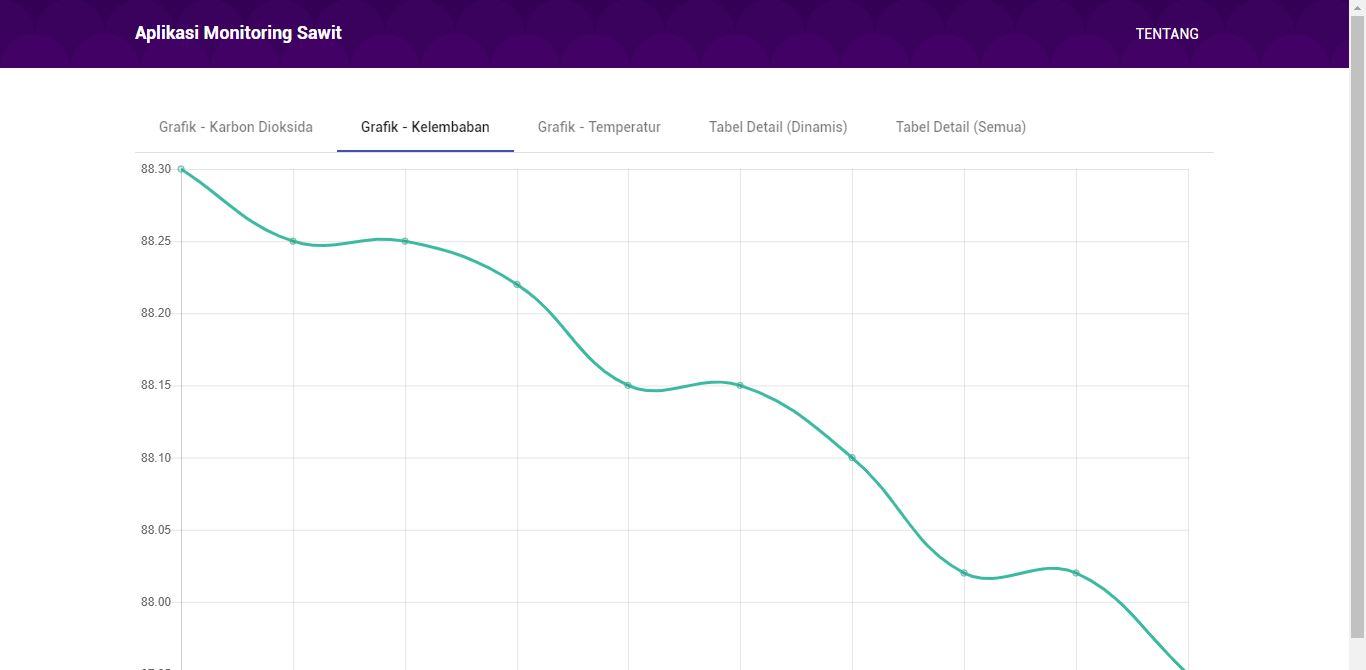 Aplikasi Monitoring Sawit
TENTANG
Grafik - Karbon Dioksida
Grafik - Kelembaban
Grafik - Temperatur
Tabel Detail (Dinamis)
Tabel Detail (Semua)
88.30
88.25
88.20
88.15
88.10
88.05
88.00